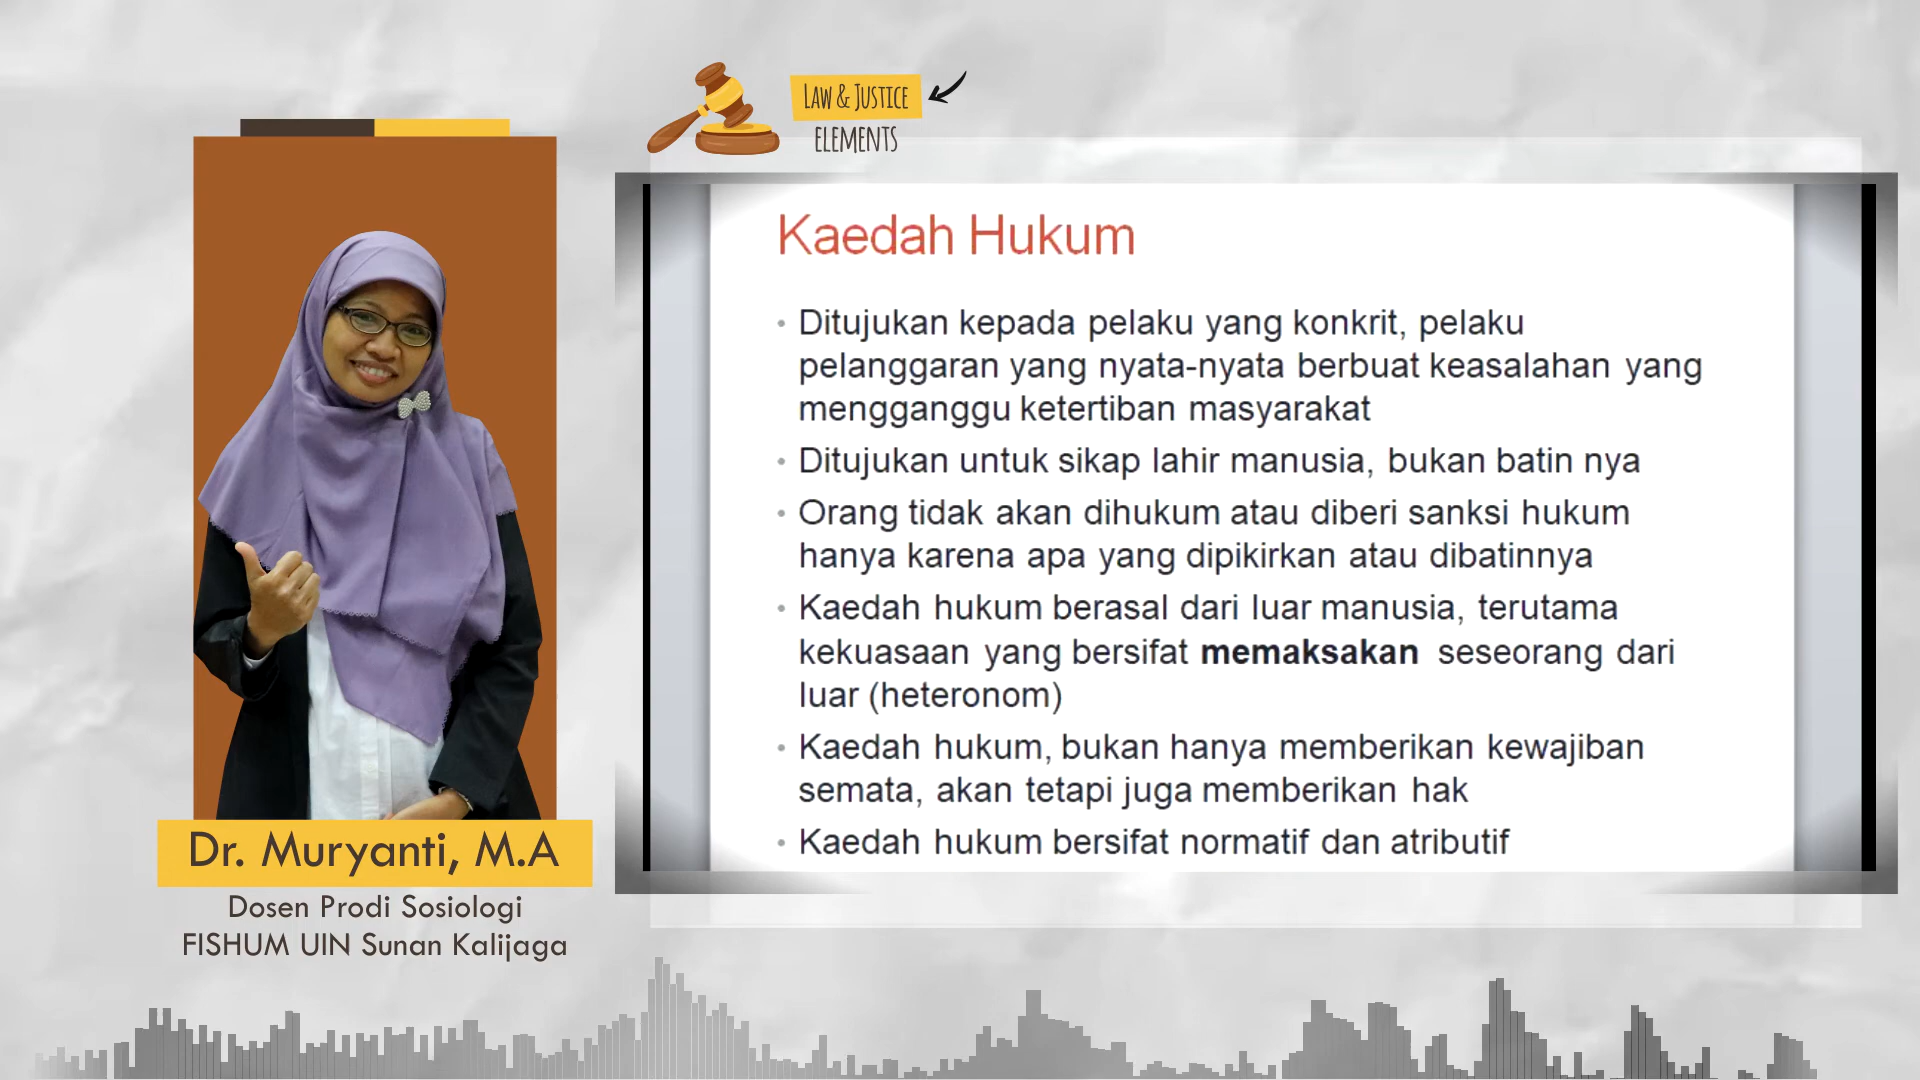 LAW & JUSTICE
ELEMENTS
Kaedah Hukum
• Ditujukan kepada pelaku yang konkrit, pelaku
pelanggaran yang nyata-nyata berbuat keasalahan yang
mengganggu ketertiban masyarakat
• Ditujukan untuk sikap lahir manusia, bukan batin nya
• Orang tidak akan dihukum atau diberi sanksi hukum
hanya karena apa yang dipikirkan atau dibatinnya
• Kaedah hukum berasal dari luar manusia, terutama
kekuasaan yang bersifat memaksakan seseorang dari
luar (heteronom)
• Kaedah hukum, bukan hanya memberikan kewajiban
semata, akan tetapi juga memberikan hak
• Kaedah hukum bersifat normatif dan atributif
Dr. Muryanti, M.A
Dosen Prodi Sosiologi
FISHUM UIN Sunan Kalijaga